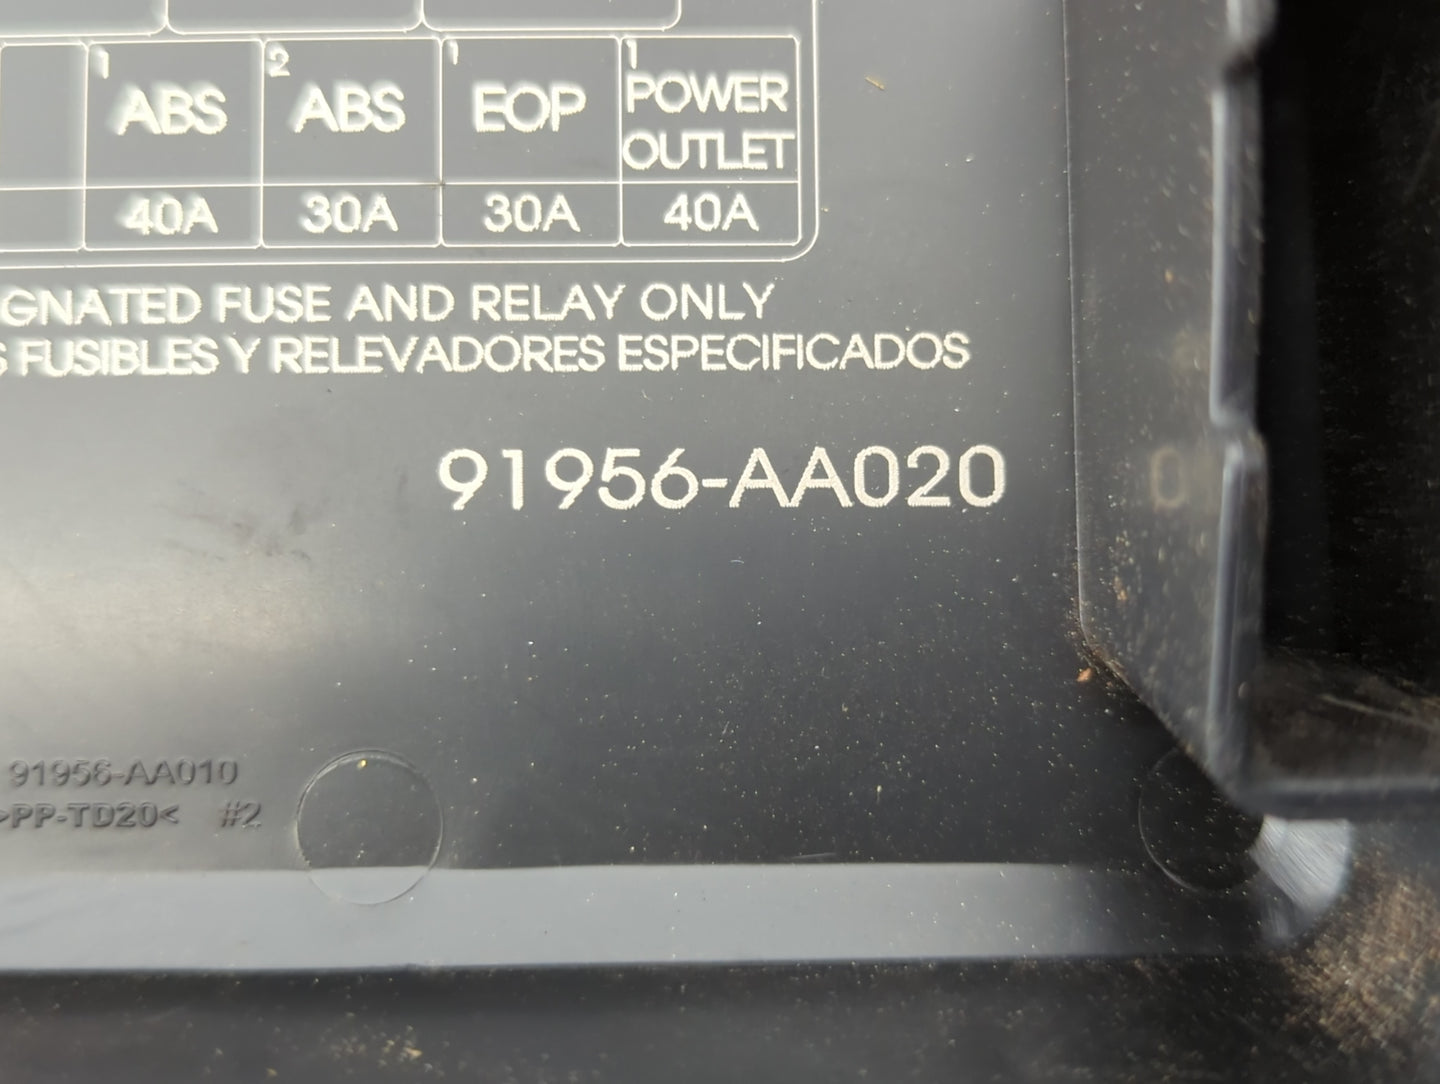 1 ABS 2 ABS 1 EOP 1 POWER
OUTLET
40A 30A 30A 40A
GNATED FUSE AND RELAY ONLY
S FUSIBLES Y RELEVADORES ESPECIFICADOS
91956-AA020
91956-AA010
>PP-TD20< #2